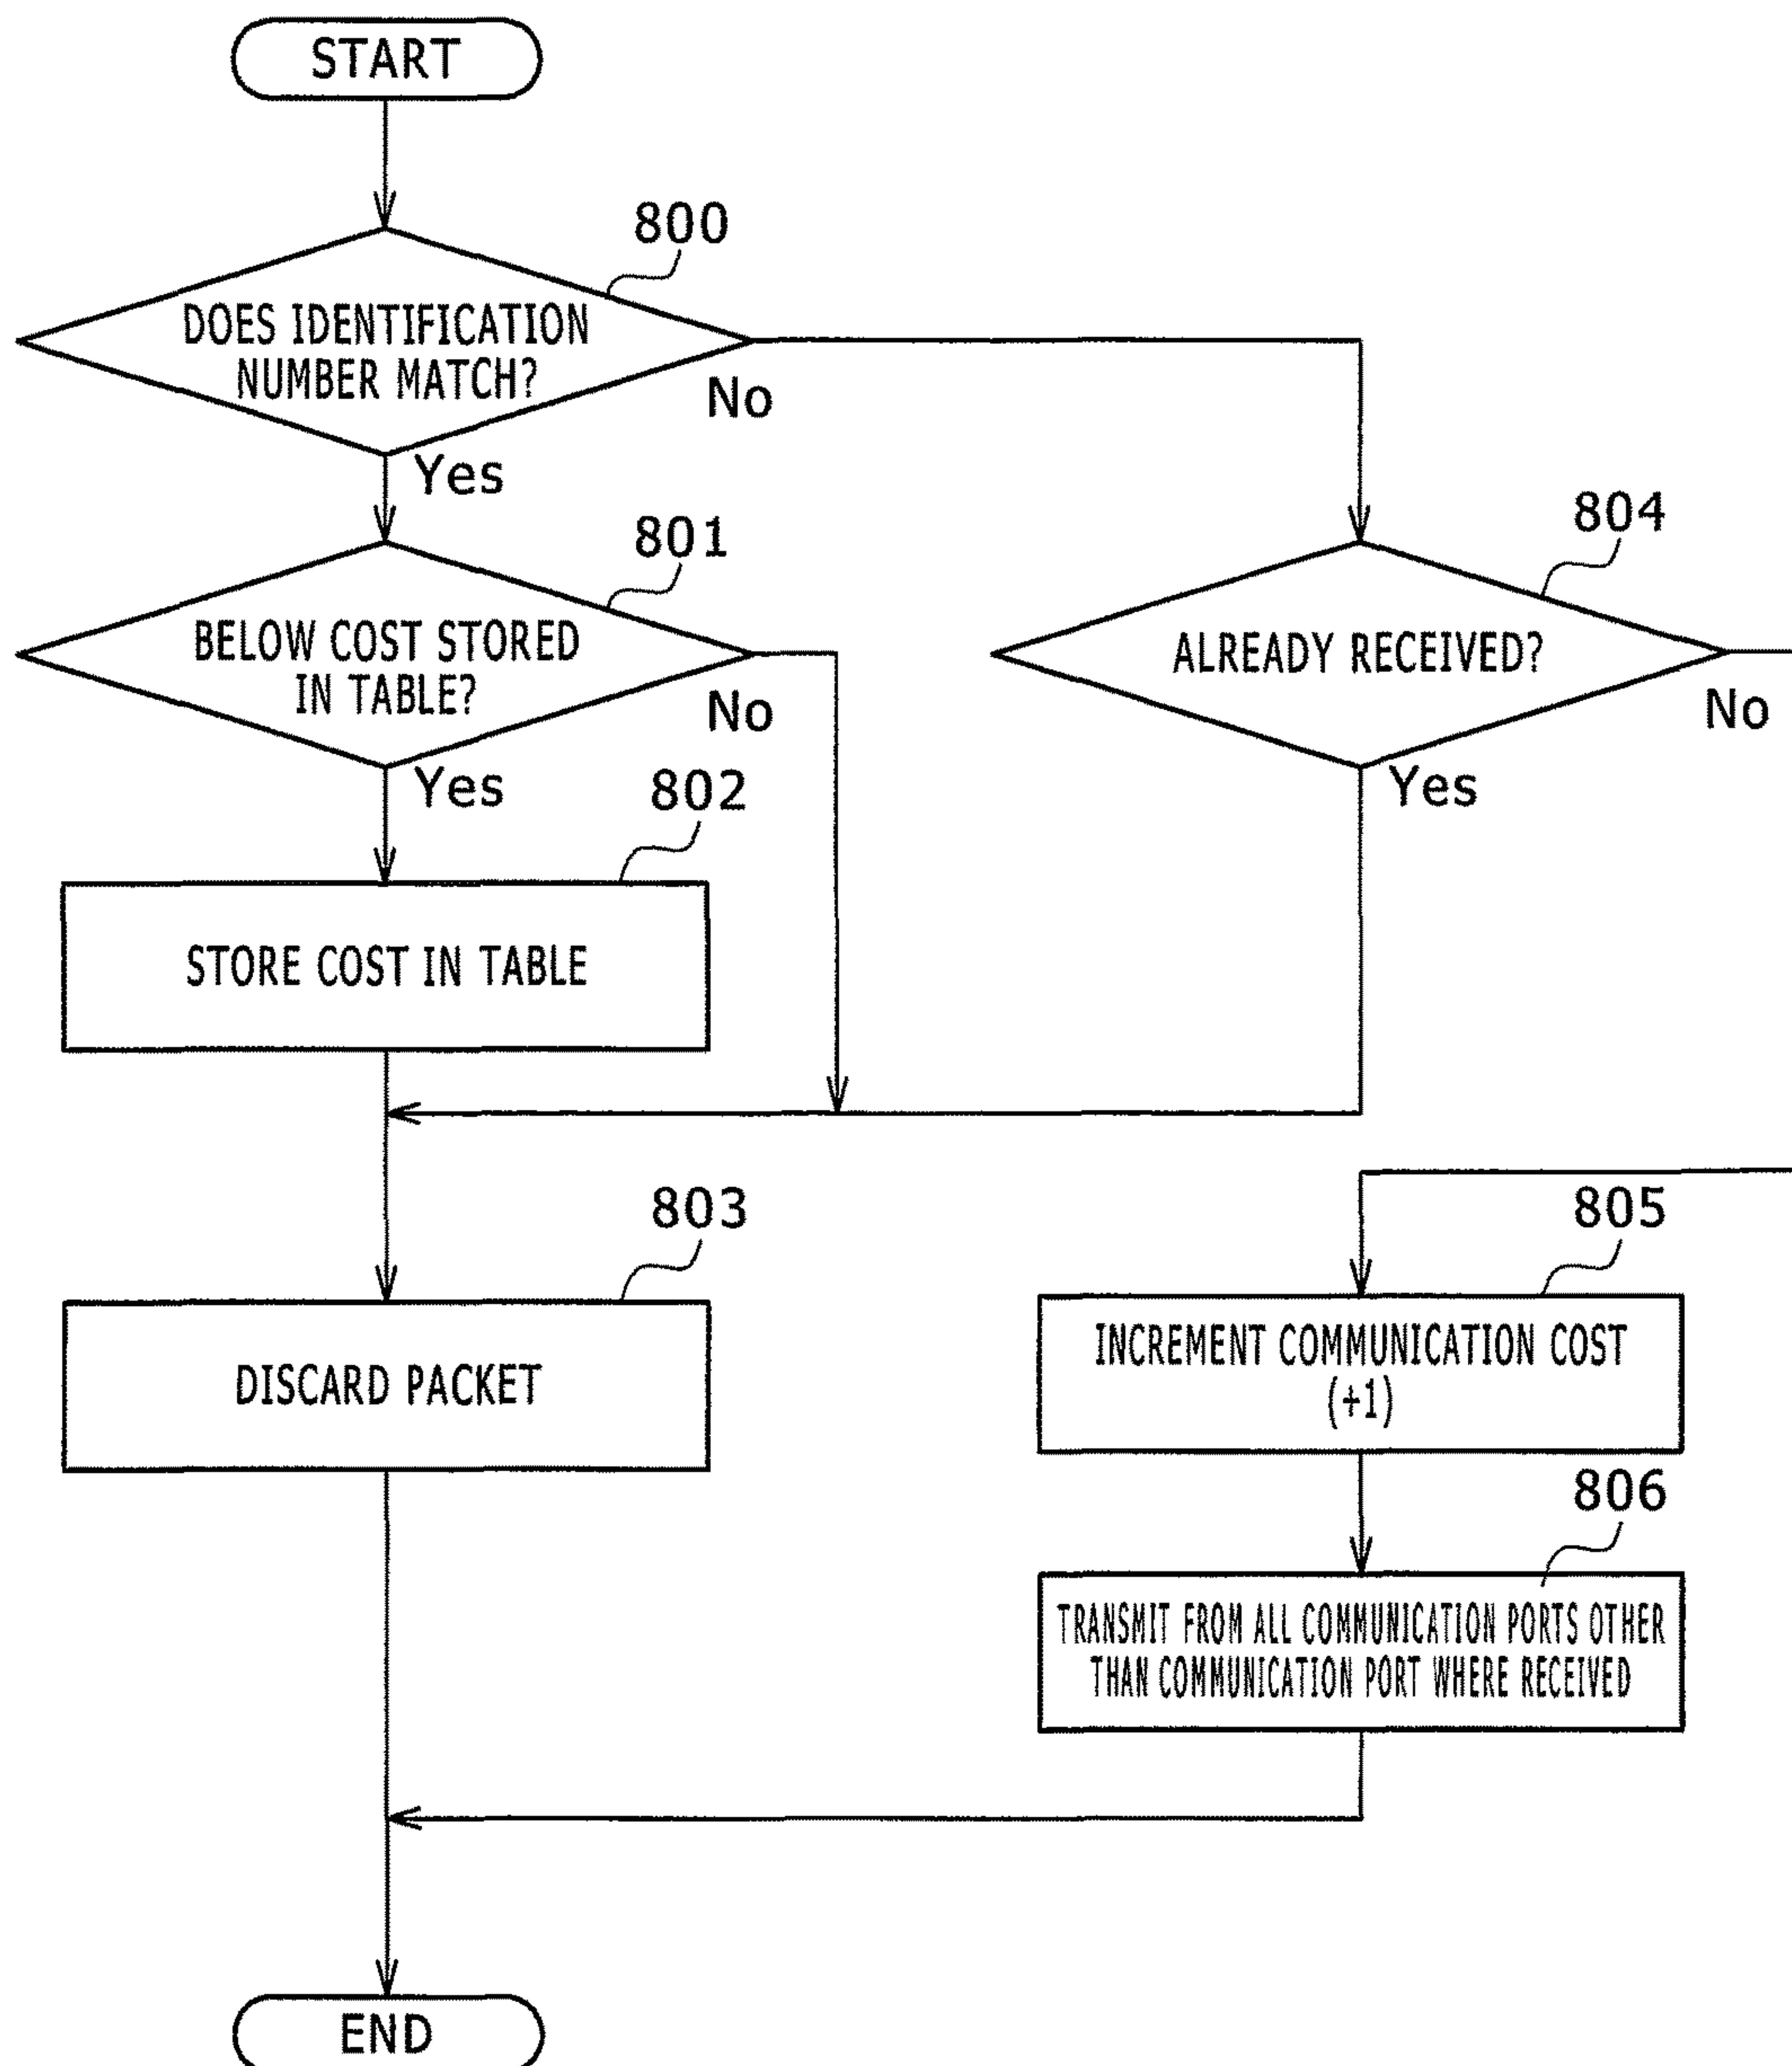 START
800
DOES IDENTIFICATION
NUMBER MATCH?
No
Yes
801
BELOW COST STORED
IN TABLE?
No
Yes
804
ALREADY RECEIVED?
No
Yes
802
STORE COST IN TABLE
803
DISCARD PACKET
805
INCREMENT COMMUNICATION COST
(+1)
806
TRANSMIT FROM ALL COMMUNICATION PORTS OTHER
THAN COMMUNICATION PORT WHERE RECEIVED
END